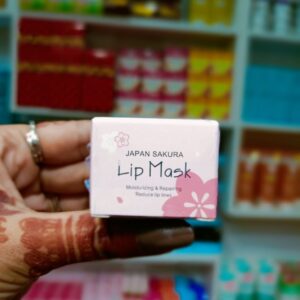 JAPAN SAKURA
Lip Mask
Moisturizing & Repairing
Reduce lip lines